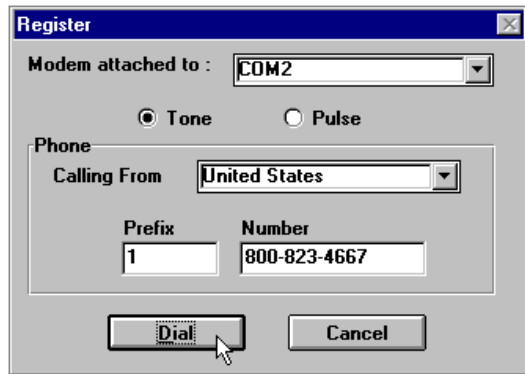 Register
Modem attached to : COM2
Tone Pulse
Phone
Calling From United States
Prefix Number
1 800-823-4667
Dial Cancel